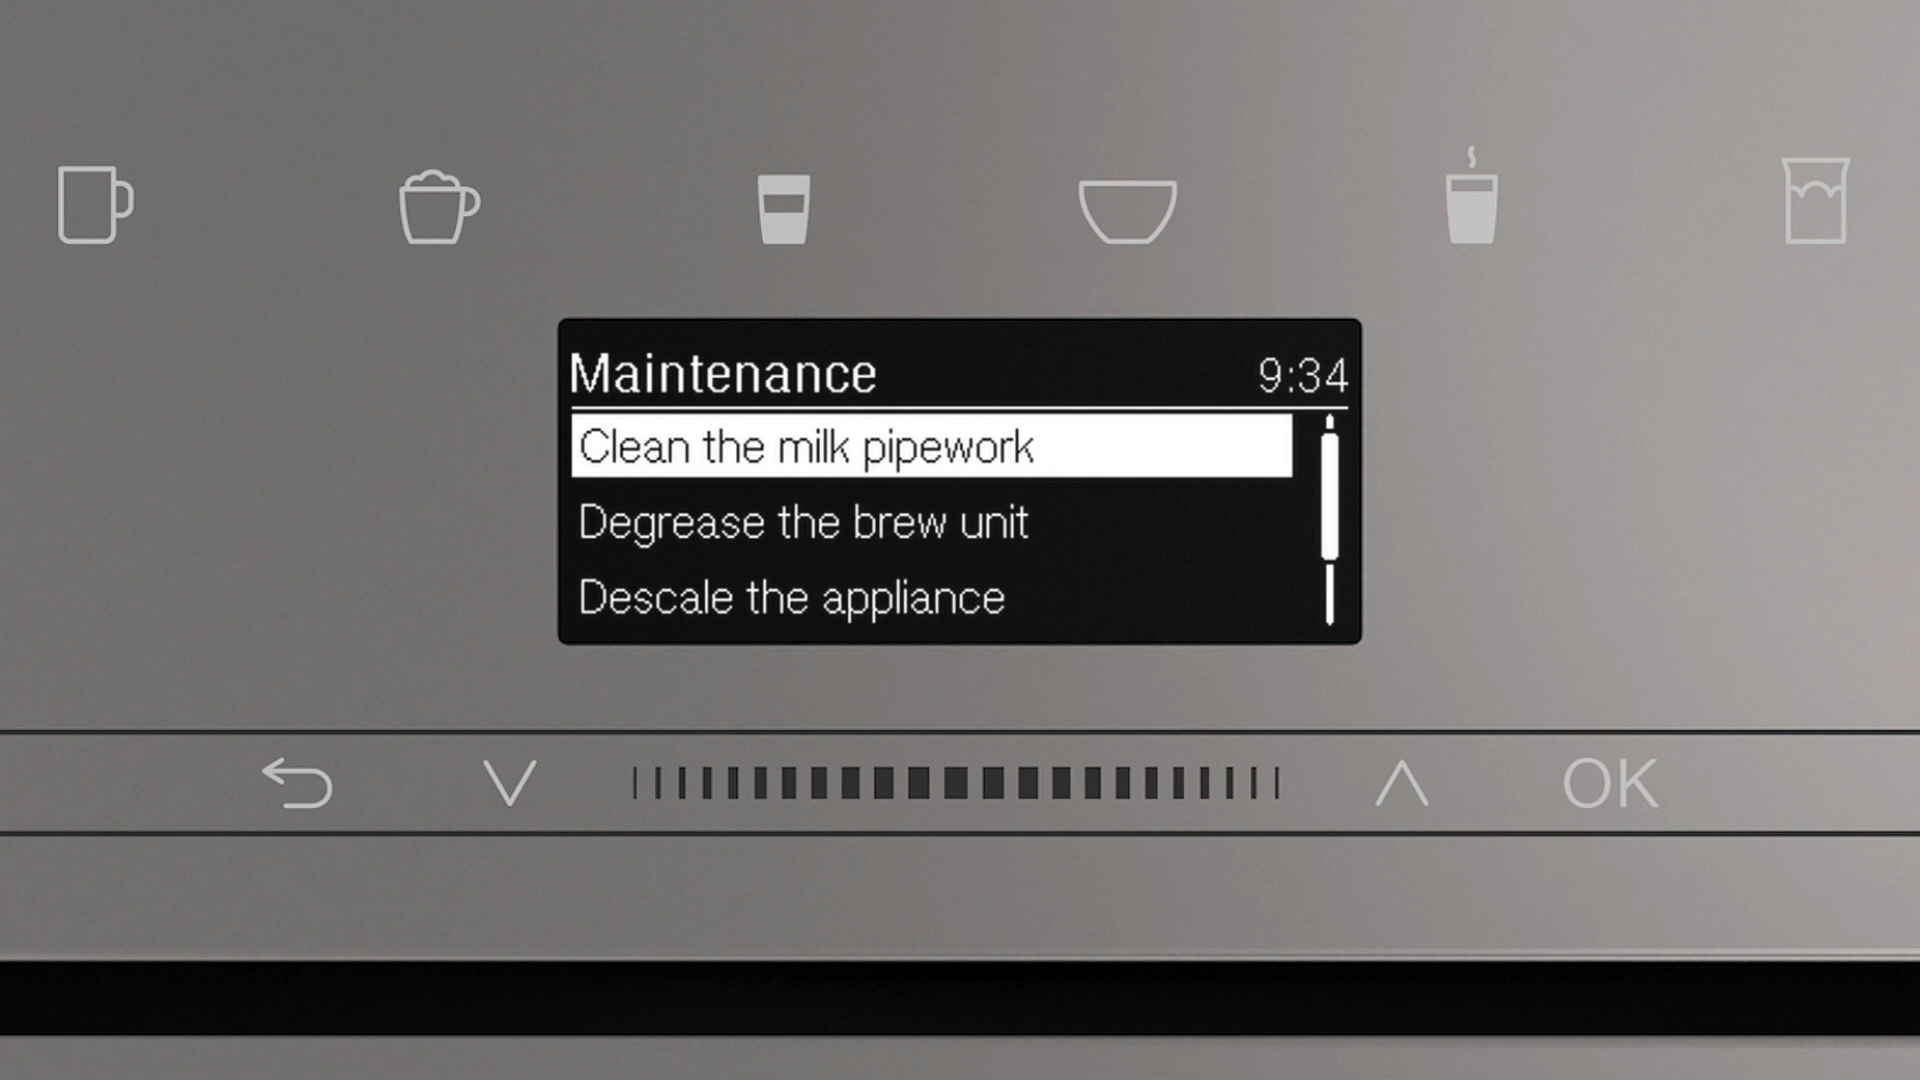 Maintenance 9:34
Clean the milk pipework
Degrease the brew unit
Descale the appliance
OK